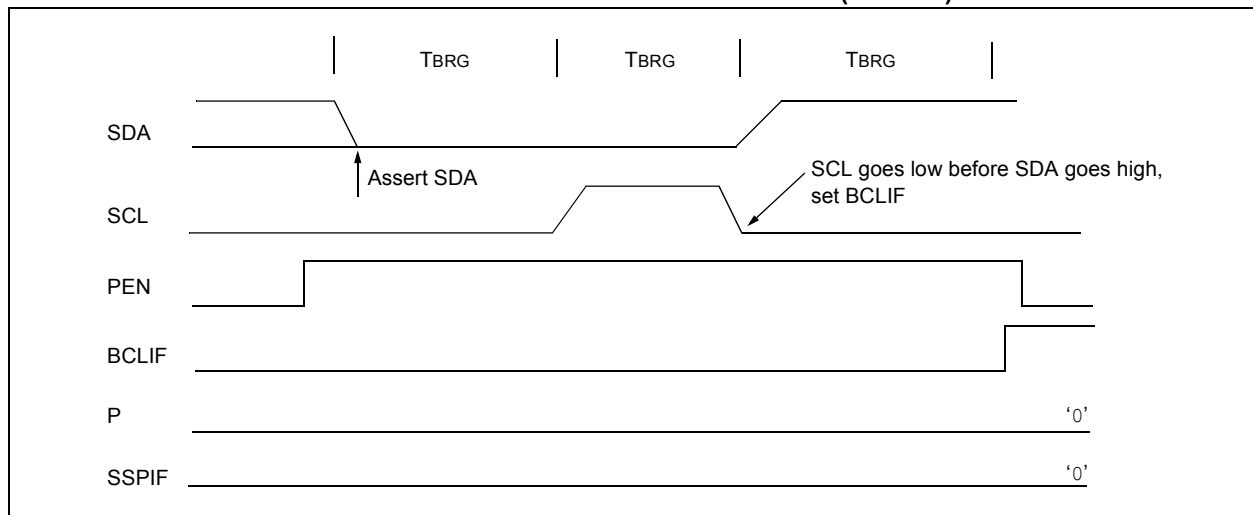 TBRG TBRG TBRG
SDA
Assert SDA
SCL goes low before SDA goes high,
set BCLIF
SCL
PEN
BCLIF
P
‘0’
SSPIF
‘0’